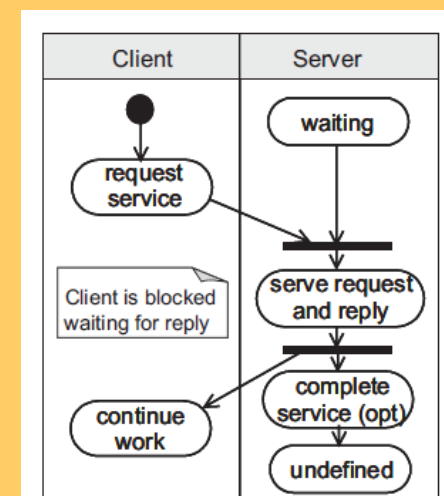 Client
Server
waiting
request
service
Client is blocked
waiting for reply
serve request
and reply
complete
service (opt)
continue
work
undefined